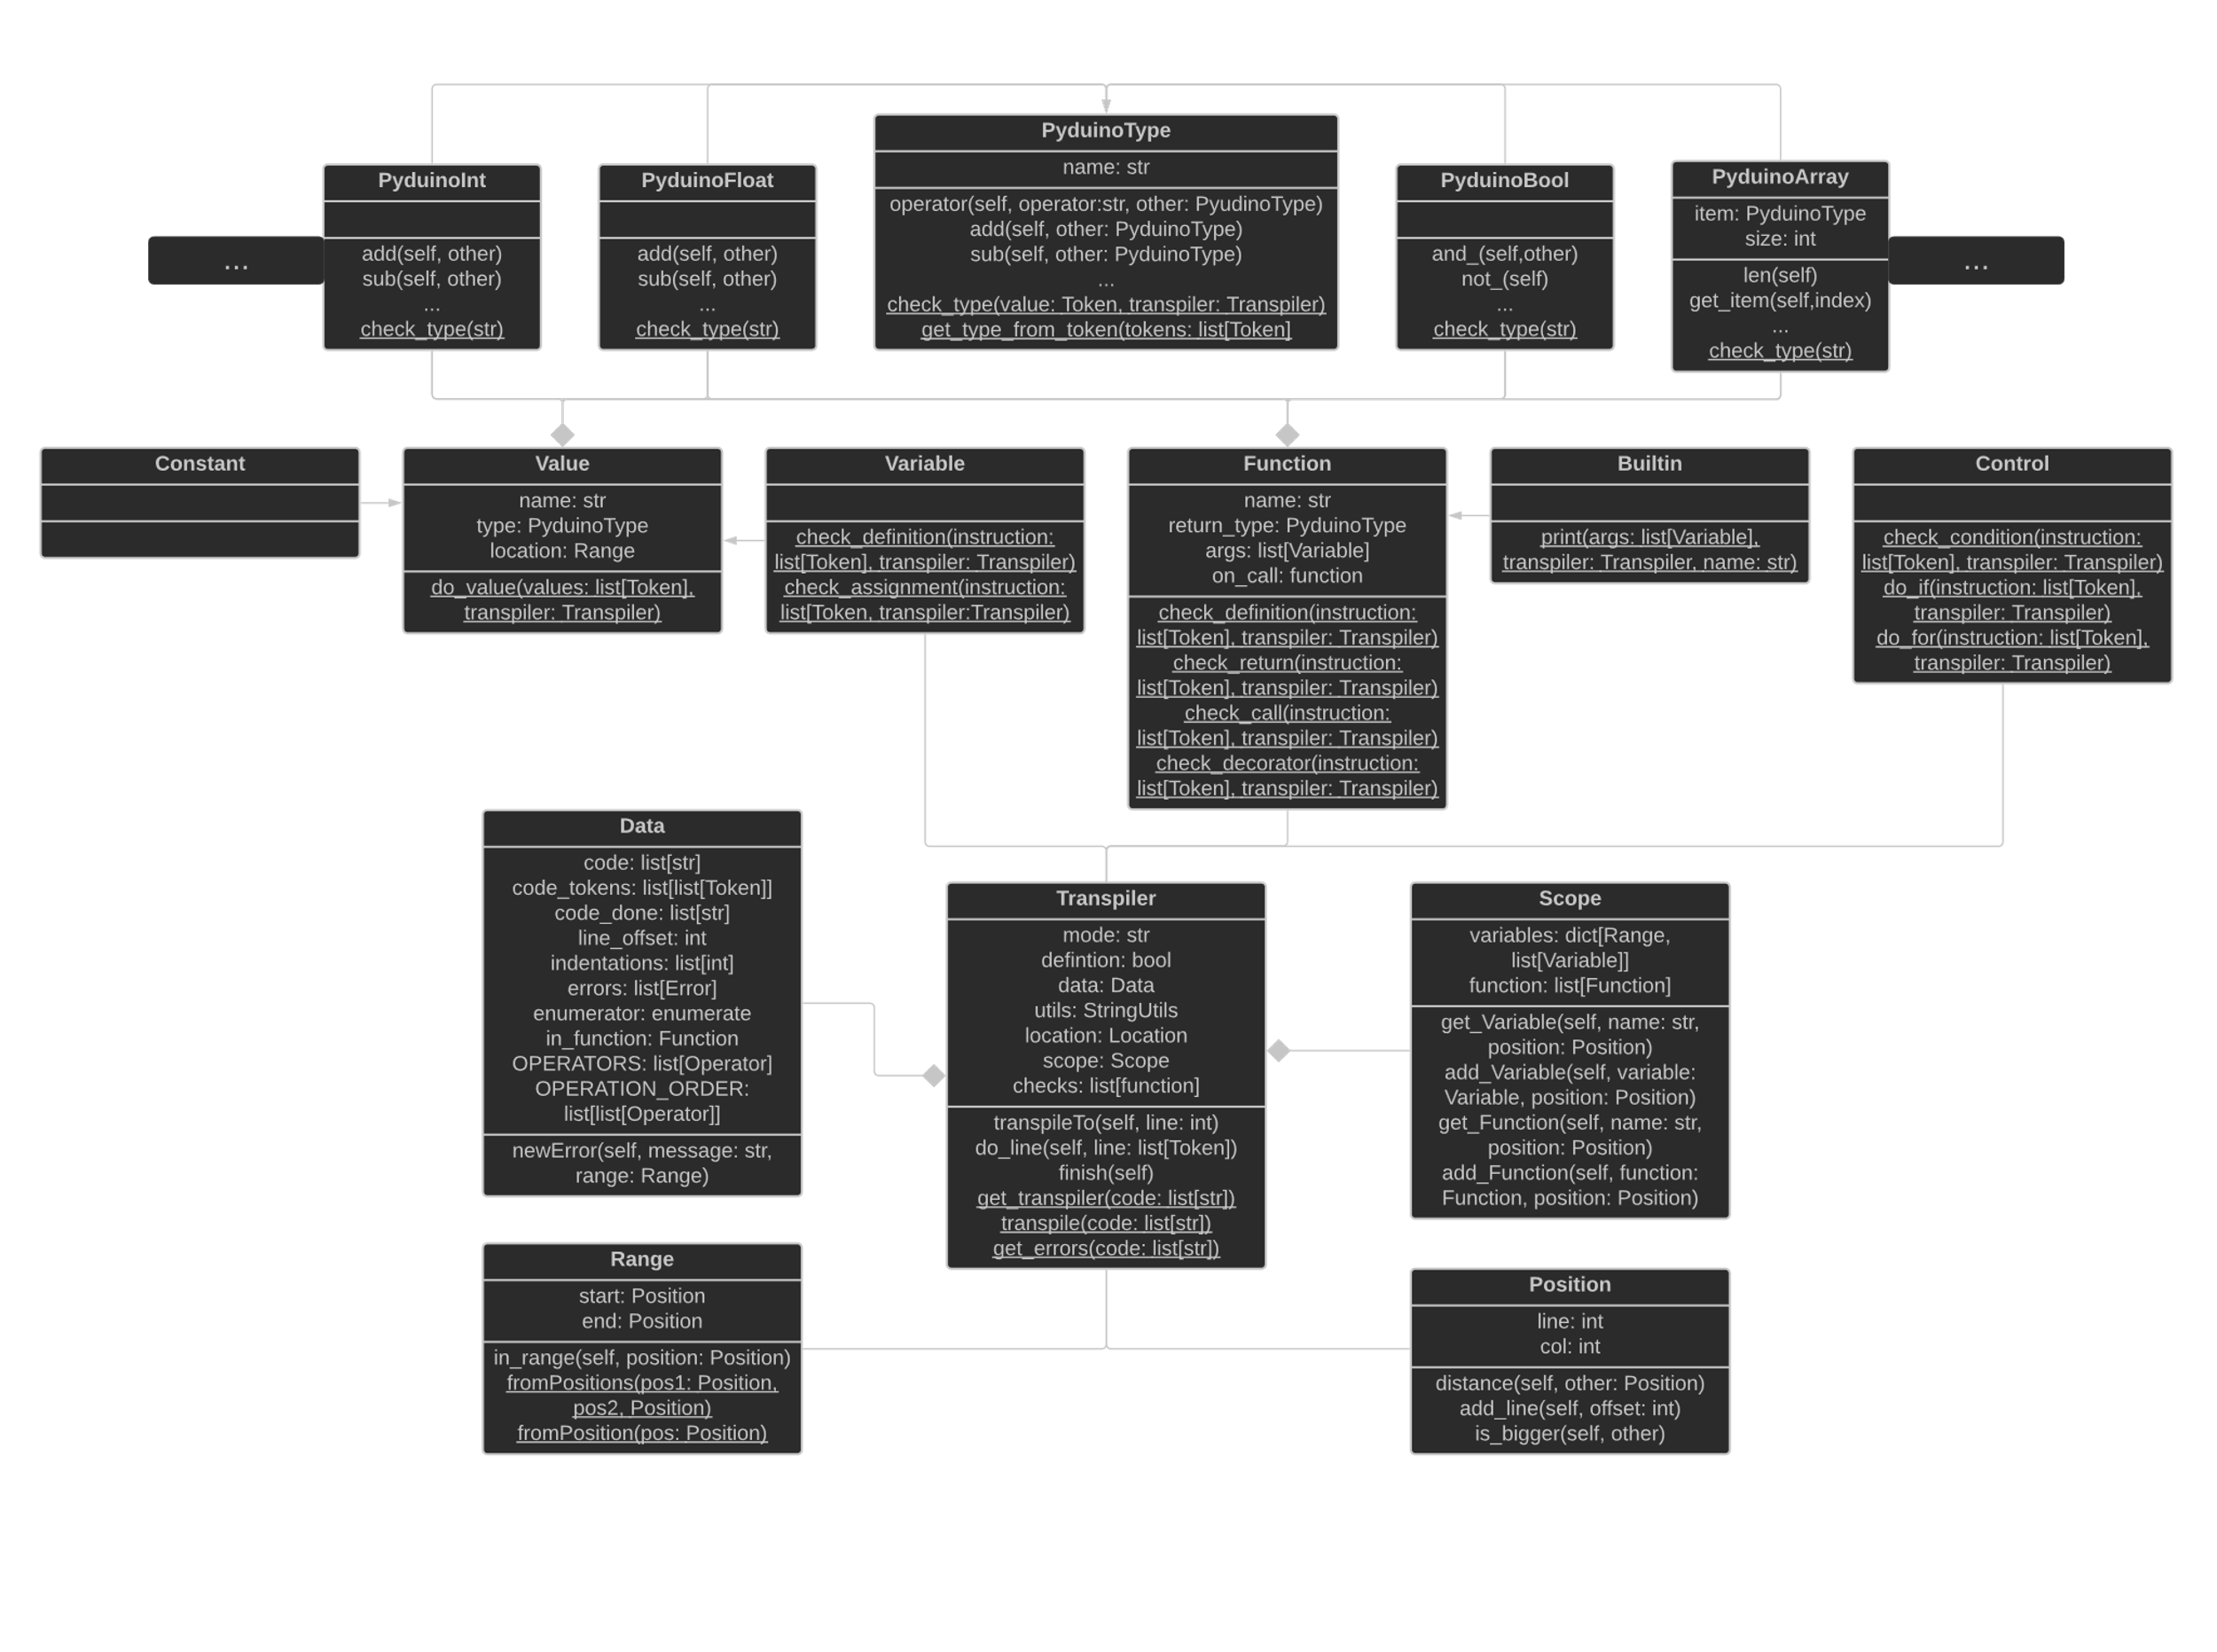 PyduinoType
name: str
operator(self, operator:str, other: PyudinoType)
add(self, other: PyduinoType)
sub(self, other: PyduinoType)
...
check_type(value: Token, transpiler: Transpiler)
get_type_from_token(tokens: list[Token]
...
PyduinoInt
add(self, other)
sub(self, other)
...
check_type(str)
PyduinoFloat
add(self, other)
sub(self, other)
...
check_type(str)
PyduinoBool
and_(self,other)
not_(self)
...
check_type(str)
PyduinoArray
item: PyduinoType
size: int
len(self)
get_item(self,index)
...
check_type(str)
...
Constant
Value
name: str
type: PyduinoType
location: Range
do_value(values: list[Token],
transpiler: Transpiler)
Variable
check_definition(instruction:
list[Token], transpiler: Transpiler)
check_assignment(instruction:
list[Token, transpiler:Transpiler)
Function
name: str
return_type: PyduinoType
args: list[Variable]
on_call: function
check_definition(instruction:
list[Token], transpiler: Transpiler)
check_return(instruction:
list[Token], transpiler: Transpiler)
check_call(instruction:
list[Token], transpiler: Transpiler)
check_decorator(instruction:
list[Token], transpiler: Transpiler)
Builtin
print(args: list[Variable],
transpiler: Transpiler, name: str)
Control
check_condition(instruction:
list[Token], transpiler: Transpiler)
do_if(instruction: list[Token],
transpiler: Transpiler)
do_for(instruction: list[Token],
transpiler: Transpiler)
Data
code: list[str]
code_tokens: list[list[Token]]
code_done: list[str]
line_offset: int
indentations: list[int]
errors: list[Error]
enumerator: enumerate
in_function: Function
OPERATORS: list[Operator]
OPERATION_ORDER:
list[list[Operator]]
newError(self, message: str,
range: Range)
Transpiler
mode: str
defintion: bool
data: Data
utils: StringUtils
location: Location
scope: Scope
checks: list[function]
transpileTo(self, line: int)
do_line(self, line: list[Token])
finish(self)
get_transpiler(code: list[str])
transpile(code: list[str])
get_errors(code: list[str])
Scope
variables: dict[Range,
list[Variable]]
function: list[Function]
get_Variable(self, name: str,
position: Position)
add_Variable(self, variable:
Variable, position: Position)
get_Function(self, name: str,
position: Position)
add_Function(self, function:
Function, position: Position)
Range
start: Position
end: Position
in_range(self, position: Position)
fromPositions(pos1: Position,
pos2, Position)
fromPosition(pos: Position)
Position
line: int
col: int
distance(self, other: Position)
add_line(self, offset: int)
is_bigger(self, other)